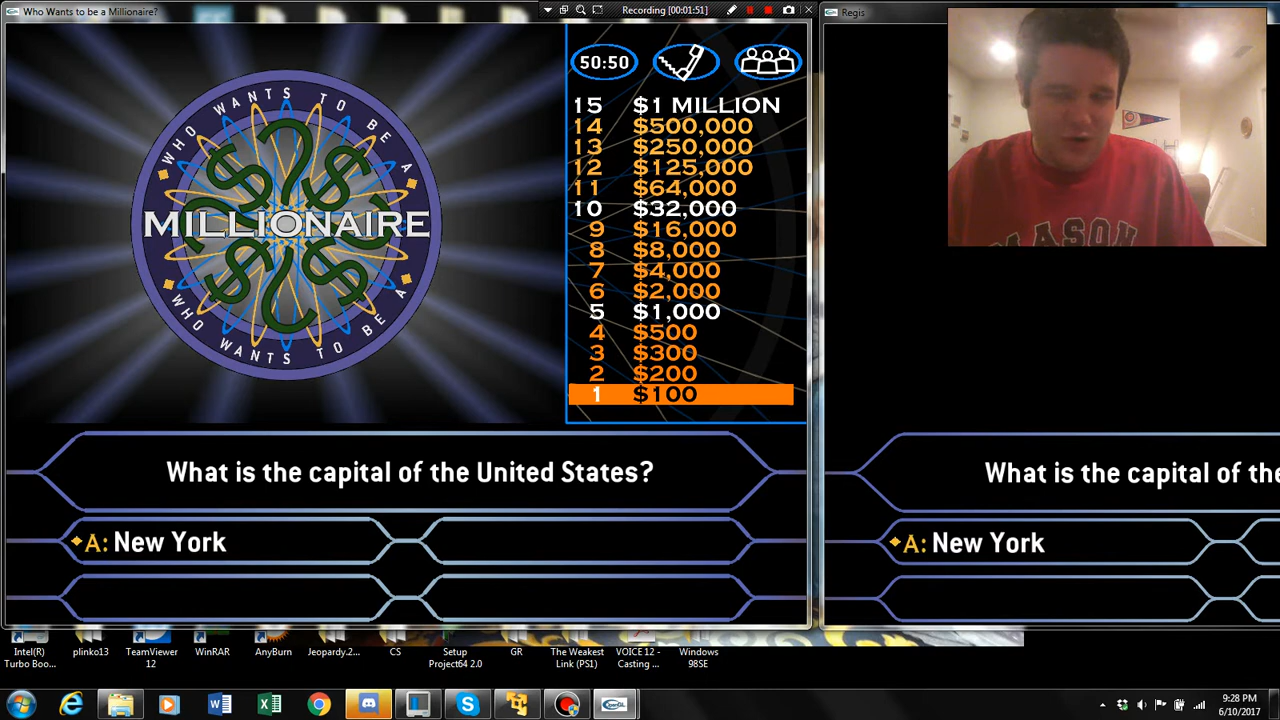 Who Wants to be a Millionaire?
Recording [00:01:51]
Regis
WHO WANTS TO BE A
MILLIONAIRE
WHO WANTS TO BE A
50:50
15 $1 MILLION
14 $500,000
13 $250,000
12 $125,000
11 $64,000
10 $32,000
9 $16,000
8 $8,000
7 $4,000
6 $2,000
5 $1,000
4 $500
3 $300
2 $200
1 $100
MASON
What is the capital of the United States?
A: New York
What is the capital of the
A: New York
Intel(R) Turbo Boo...
plinko13
TeamViewer 12
WinRAR
AnyBurn
Jeopardy.2...
CS
Setup Project64 2.0
GR
The Weakest Link (PS1)
VOICE 12 - Casting ...
Windows 98SE
OpenGL
9:28 PM
6/10/2017